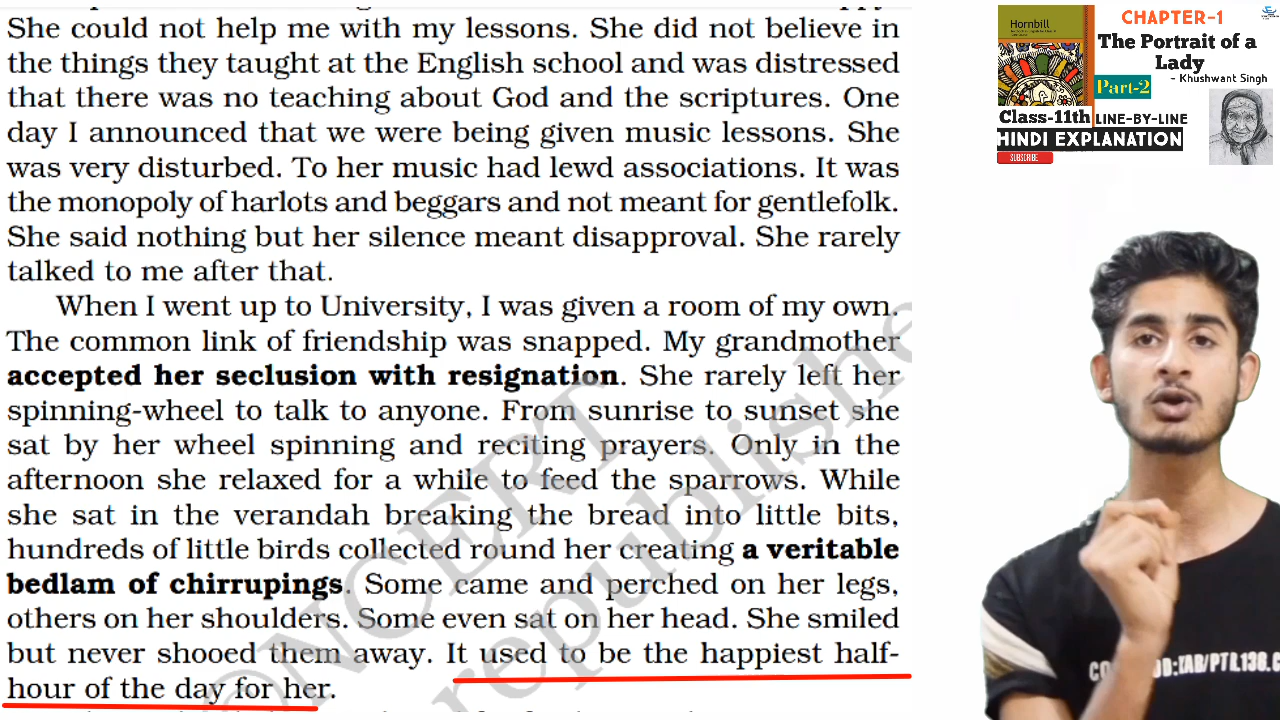 She could not help me with my lessons. She did not believe in
the things they taught at the English school and was distressed
that there was no teaching about God and the scriptures. One
day I announced that we were being given music lessons. She
was very disturbed. To her music had lewd associations. It was
the monopoly of harlots and beggars and not meant for gentlefolk.
She said nothing but her silence meant disapproval. She rarely
talked to me after that.
When I went up to University, I was given a room of my own.
The common link of friendship was snapped. My grandmother
accepted her seclusion with resignation. She rarely left her
spinning-wheel to talk to anyone. From sunrise to sunset she
sat by her wheel spinning and reciting prayers. Only in the
afternoon she relaxed for a while to feed the sparrows. While
she sat in the verandah breaking the bread into little bits,
hundreds of little birds collected round her creating a veritable
bedlam of chirrupings. Some came and perched on her legs,
others on her shoulders. Some even sat on her head. She smiled
but never shooed them away. It used to be the happiest half-
hour of the day for her.
©NCERT
republishe
Hornbill
CHAPTER-1
The Portrait of a
Lady
- Khushwant Singh
Part-2
Class-11th LINE-BY-LINE
HINDI EXPLANATION
SUBSCRIBE